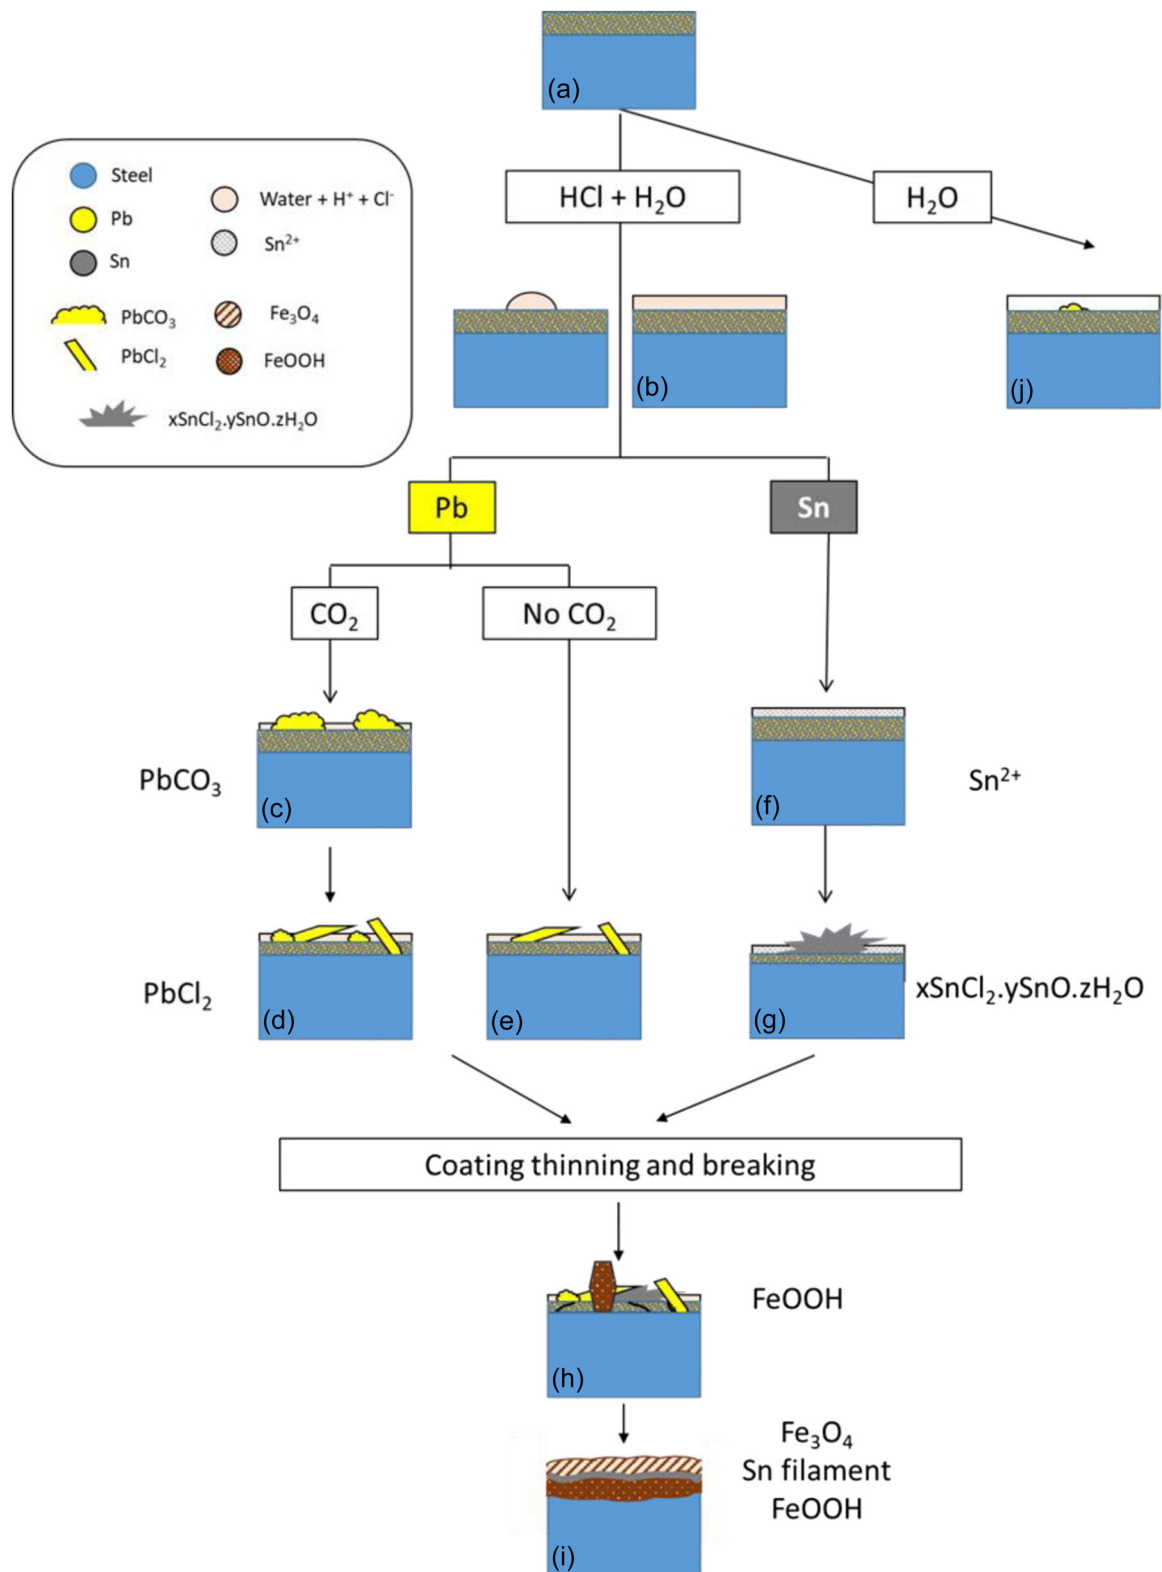 (a)
HCl + H₂O
H₂O
Steel
Pb
Sn
PbCO₃
PbCl₂
Water + H⁺ + Cl⁻
Sn²⁺
Fe₃O₄
FeOOH
xSnCl₂.ySnO.zH₂O
(b)
(j)
Pb
Sn
CO₂
No CO₂
PbCO₃
(c)
(f)
Sn²⁺
PbCl₂
(d)
(e)
(g)
xSnCl₂.ySnO.zH₂O
Coating thinning and breaking
(h)
FeOOH
Fe₃O₄
Sn filament
FeOOH
(i)